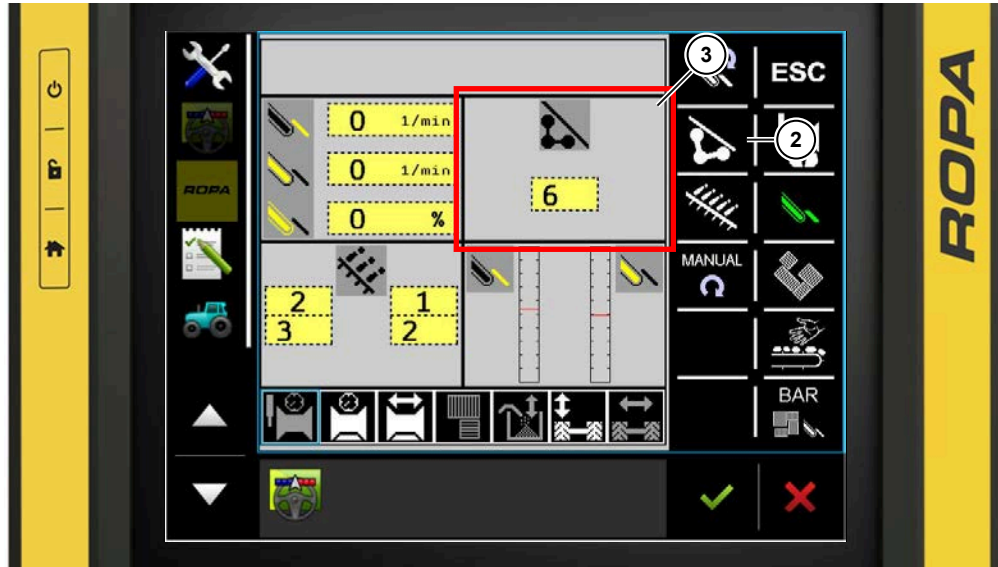 3
ESC
0 1/min
2
0 1/min
ROPA
6
ROPA
0 %
MANUAL
2 1
3 2
BAR